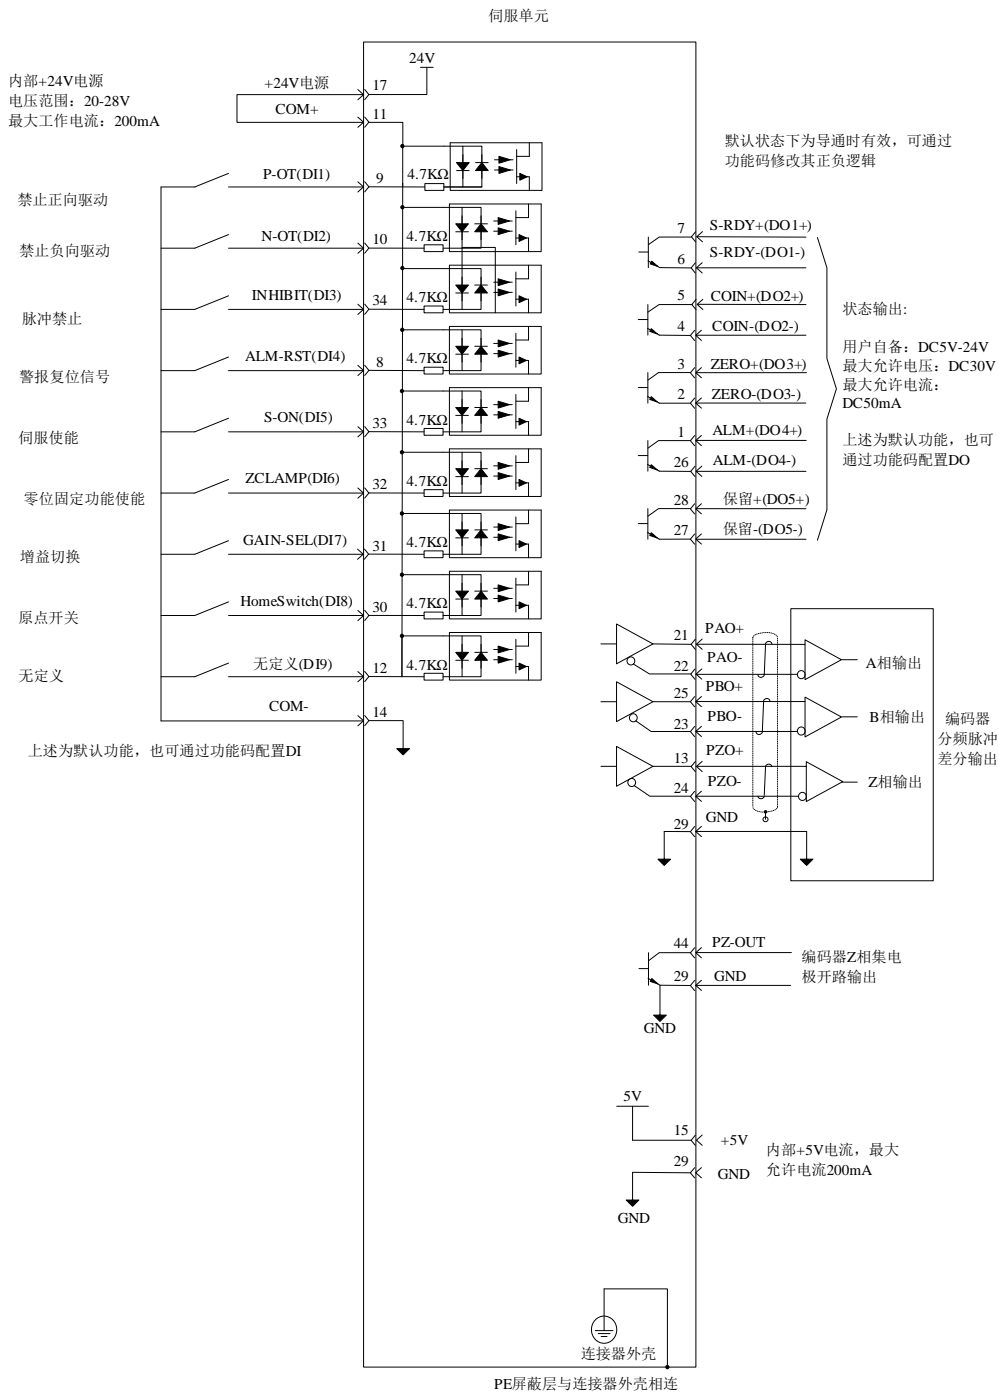 伺服单元
24V
内部+24V电源
电压范围：20-28V
最大工作电流：200mA
+24V电源
17
COM+
11
默认状态下为导通时有效，可通过
功能码修改其正负逻辑
P-OT(DI1)
9
4.7KΩ
禁止正向驱动
N-OT(DI2)
10
4.7KΩ
禁止负向驱动
INHIBIT(DI3)
34
4.7KΩ
脉冲禁止
ALM-RST(DI4)
8
4.7KΩ
警报复位信号
S-ON(DI5)
33
4.7KΩ
伺服使能
ZCLAMP(DI6)
32
4.7KΩ
零位固定功能使能
GAIN-SEL(DI7)
31
4.7KΩ
增益切换
HomeSwitch(DI8)
30
4.7KΩ
原点开关
无定义(DI9)
12
4.7KΩ
无定义
COM-
14
上述为默认功能，也可通过功能码配置DI
7
S-RDY+(DO1+)
S-RDY-(DO1-)
6
5
COIN+(DO2+)
4
COIN-(DO2-)
3
ZERO+(DO3+)
2
ZERO-(DO3-)
1
ALM+(DO4+)
26
ALM-(DO4-)
28
保留+(DO5+)
27
保留-(DO5-)
状态输出:
用户自备：DC5V-24V
最大允许电压：DC30V
最大允许电流：
DC50mA
上述为默认功能，也可
通过功能码配置DO
21
PAO+
22
PAO-
A相输出
25
PBO+
23
PBO-
B相输出
13
PZO+
24
PZO-
Z相输出
编码器
分频脉冲
差分输出
29
GND
44
PZ-OUT
29
GND
编码器Z相集电
极开路输出
GND
5V
15
+5V
29
GND
内部+5V电流，最大
允许电流200mA
GND
连接器外壳
PE屏蔽层与连接器外壳相连